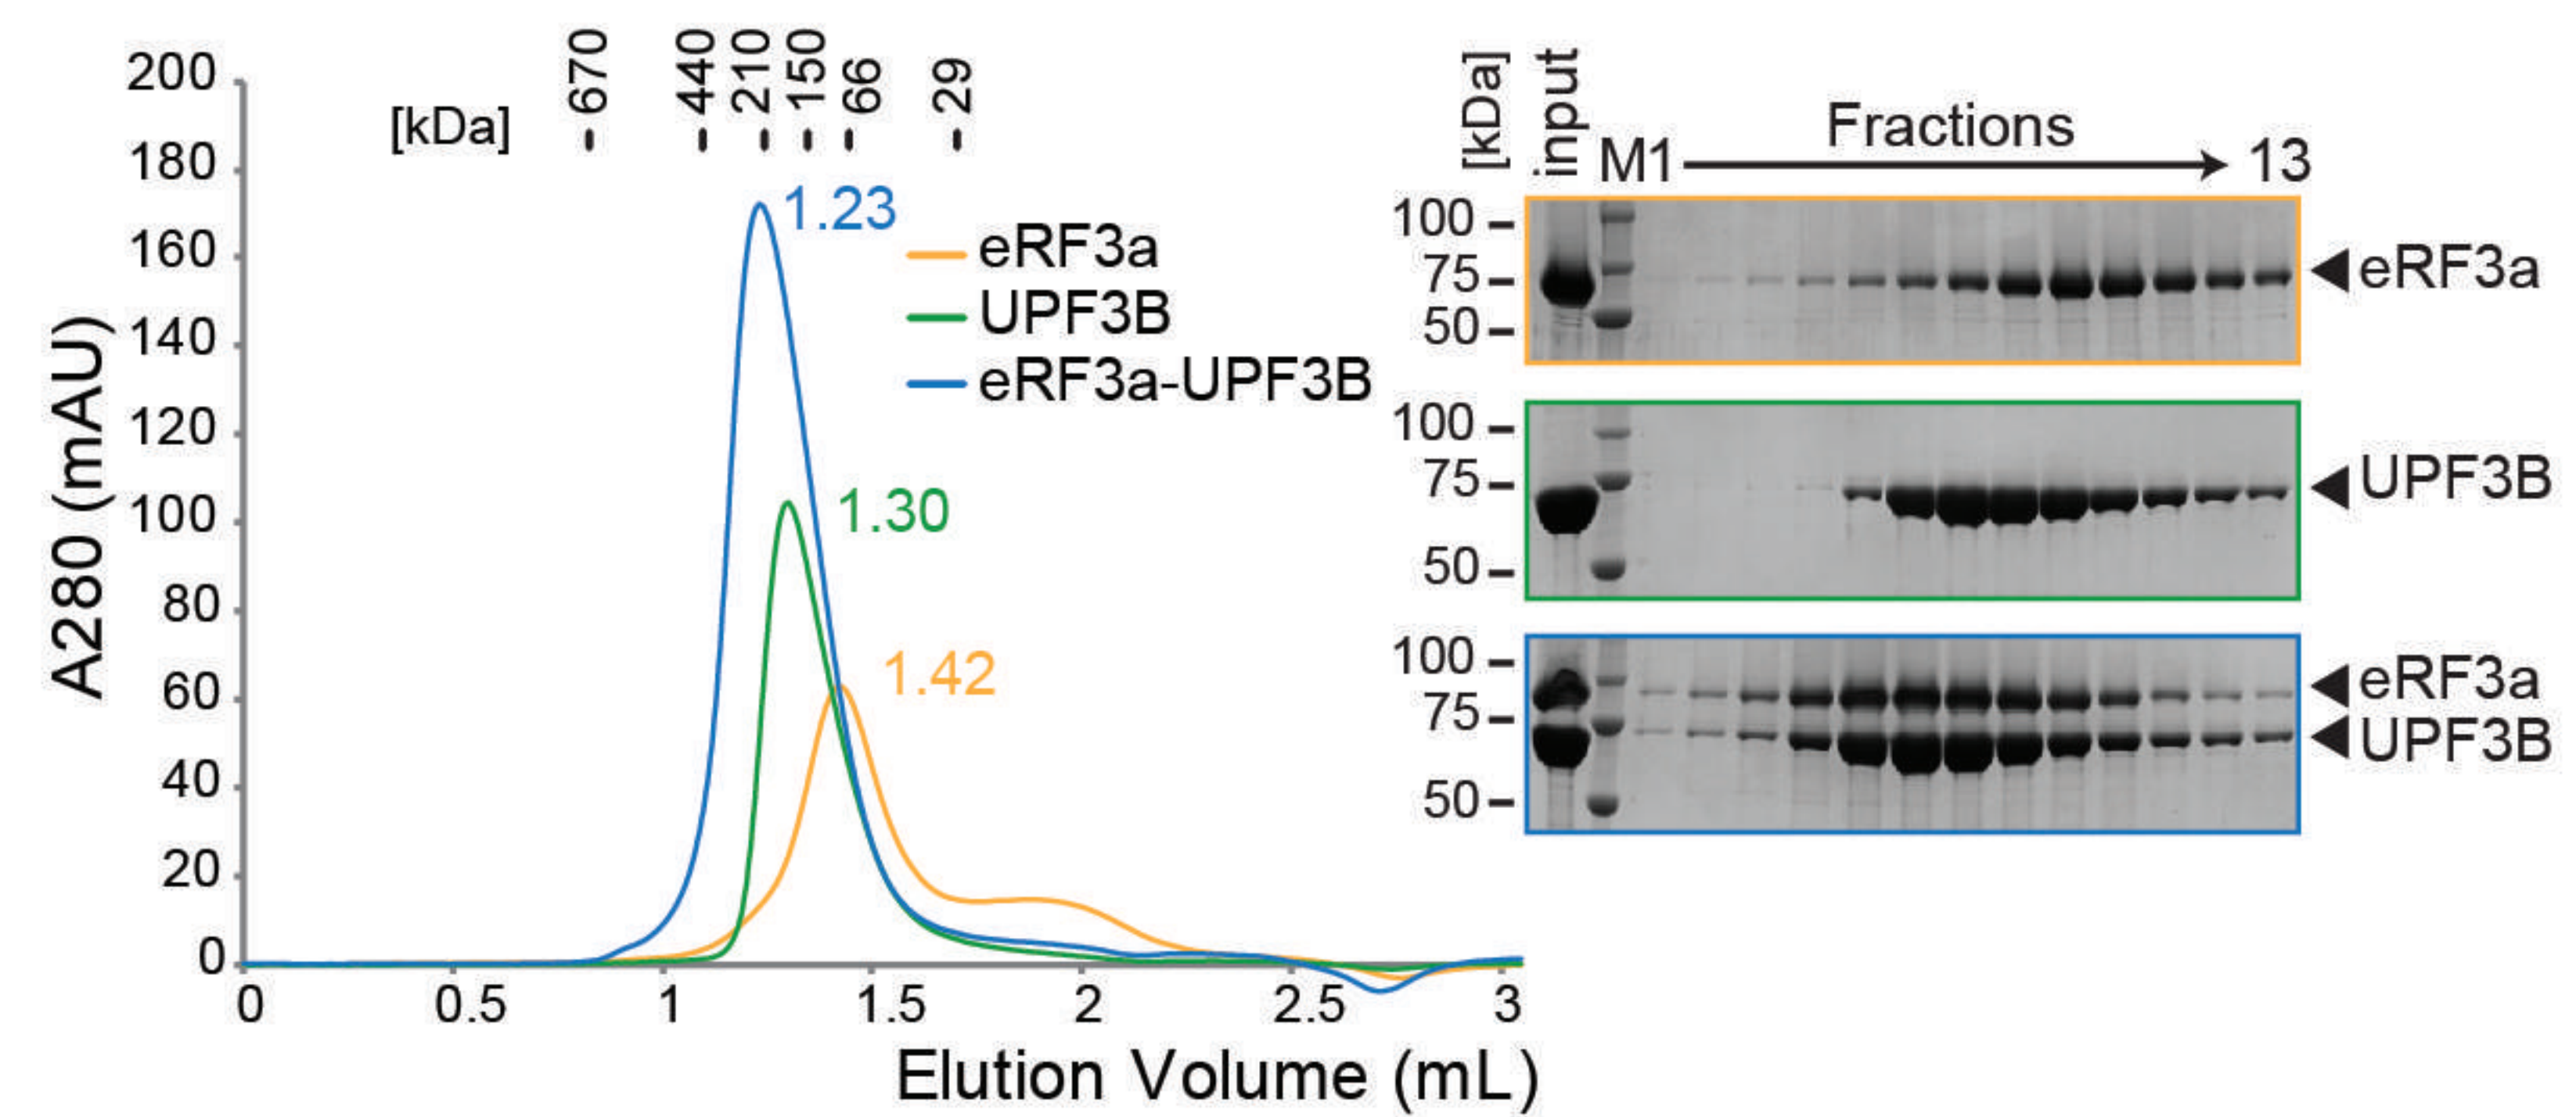 200
180
160
140
120
100
80
60
40
20
0
A280 (mAU)
[kDa]
- 670
- 440
- 210
- 150
- 66
- 29
1.23
1.30
1.42
eRF3a
UPF3B
eRF3a-UPF3B
0 0.5 1 1.5 2 2.5 3
Elution Volume (mL)
[kDa]
input
M1
Fractions
13
100
75
50
eRF3a
100
75
50
UPF3B
100
75
50
eRF3a
UPF3B